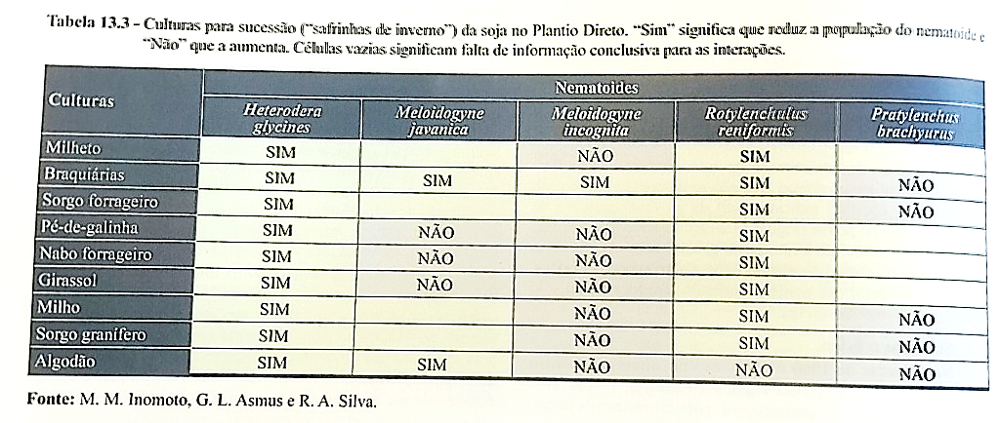 Tabela 13.3 - Culturas para sucessão (“safrinhas de inverno”) da soja no Plantio Direto. “Sim” significa que reduz a população do nematoide e
“Não” que a aumenta. Células vazias significam falta de informação conclusiva para as interações.
Culturas Nematoides
Heterodera glycines Meloidogyne javanica Meloidogyne incognita Rotylenchulus reniformis Pratylenchus brachyurus
Milheto SIM NÃO SIM
Braquiárias SIM SIM SIM SIM NÃO
Sorgo forrageiro SIM SIM NÃO
Pé-de-galinha SIM NÃO NÃO SIM
Nabo forrageiro SIM NÃO NÃO SIM
Girassol SIM NÃO NÃO SIM
Milho SIM NÃO SIM NÃO
Sorgo granífero SIM NÃO SIM NÃO
Algodão SIM SIM NÃO NÃO NÃO
Fonte: M. M. Inomoto, G. L. Asmus e R. A. Silva.